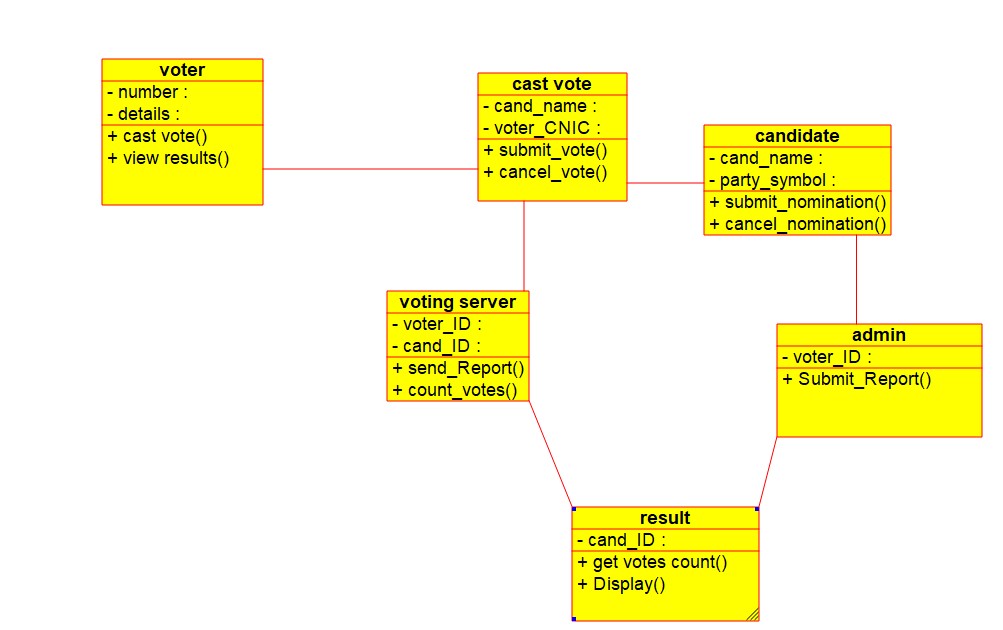 voter
- number :
- details :
+ cast vote()
+ view results()
cast vote
- cand_name :
- voter_CNIC :
+ submit_vote()
+ cancel_vote()
candidate
- cand_name :
- party_symbol :
+ submit_nomination()
+ cancel_nomination()
voting server
- voter_ID :
- cand_ID :
+ send_Report()
+ count_votes()
admin
- voter_ID :
+ Submit_Report()
result
- cand_ID :
+ get votes count()
+ Display()